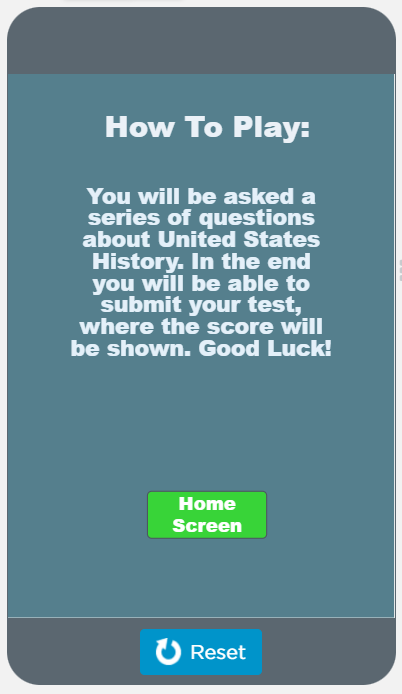 How To Play:
You will be asked a
series of questions
about United States
History. In the end
you will be able to
submit your test,
where the score will
be shown. Good Luck!
Home
Screen
Reset